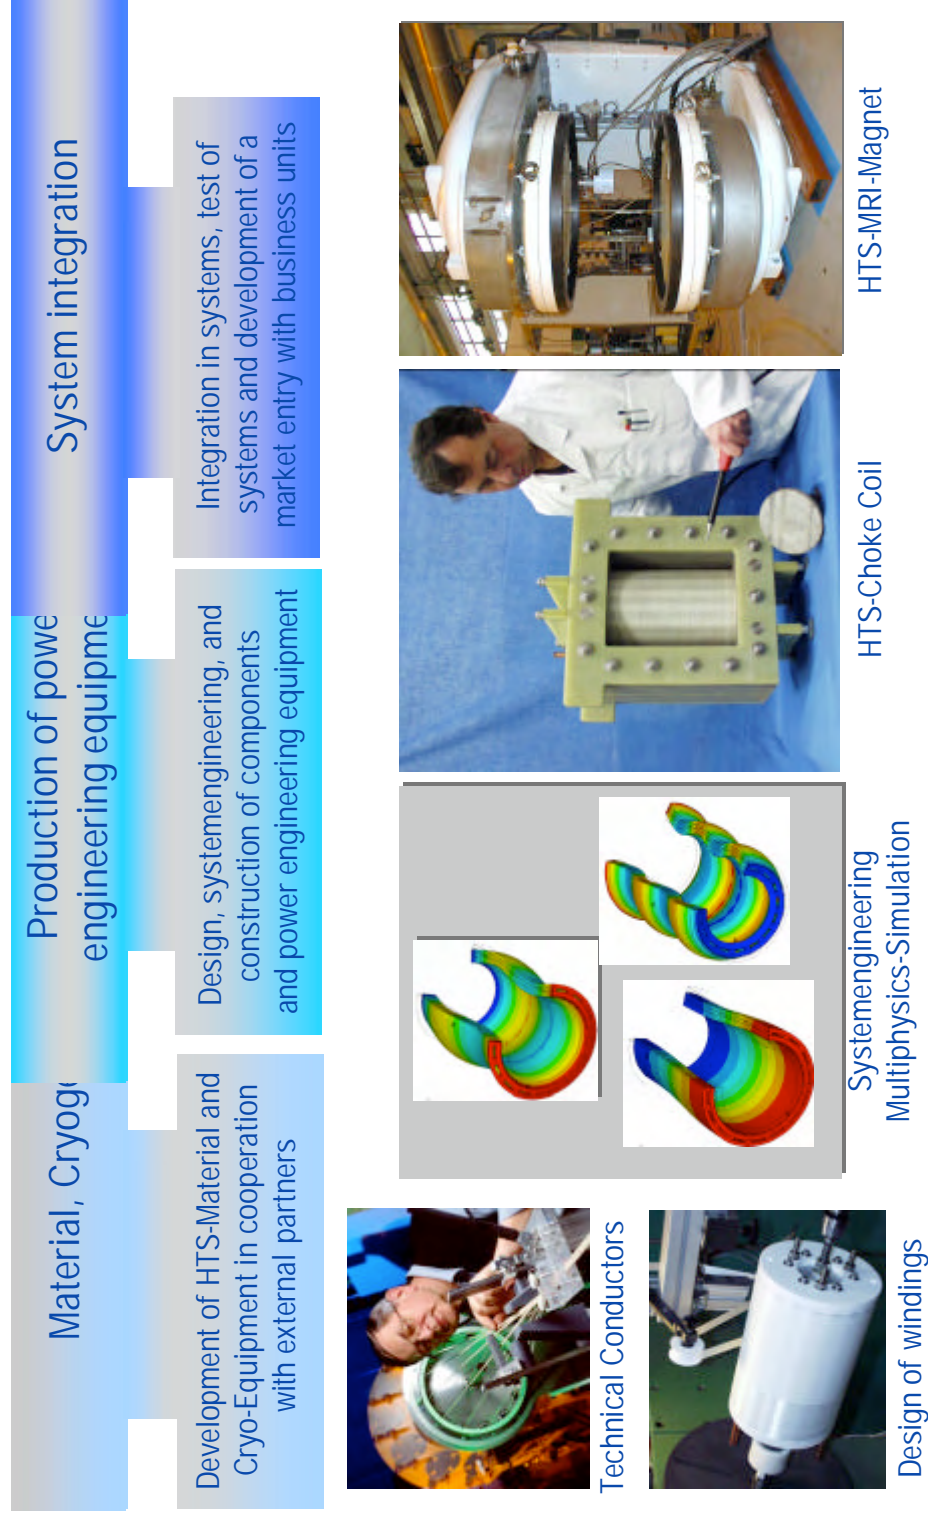 Material, Cryoge
Production of powe
engineering equipme
System integration
Development of HTS-Material and
Cryo-Equipment in cooperation
with external partners
Design, systemengineering, and
construction of components
and power engineering equipment
Integration in systems, test of
systems and development of a
market entry with business units
Technical Conductors
Design of windings
Systemengineering
Multiphysics-Simulation
HTS-Choke Coil
HTS-MRI-Magnet